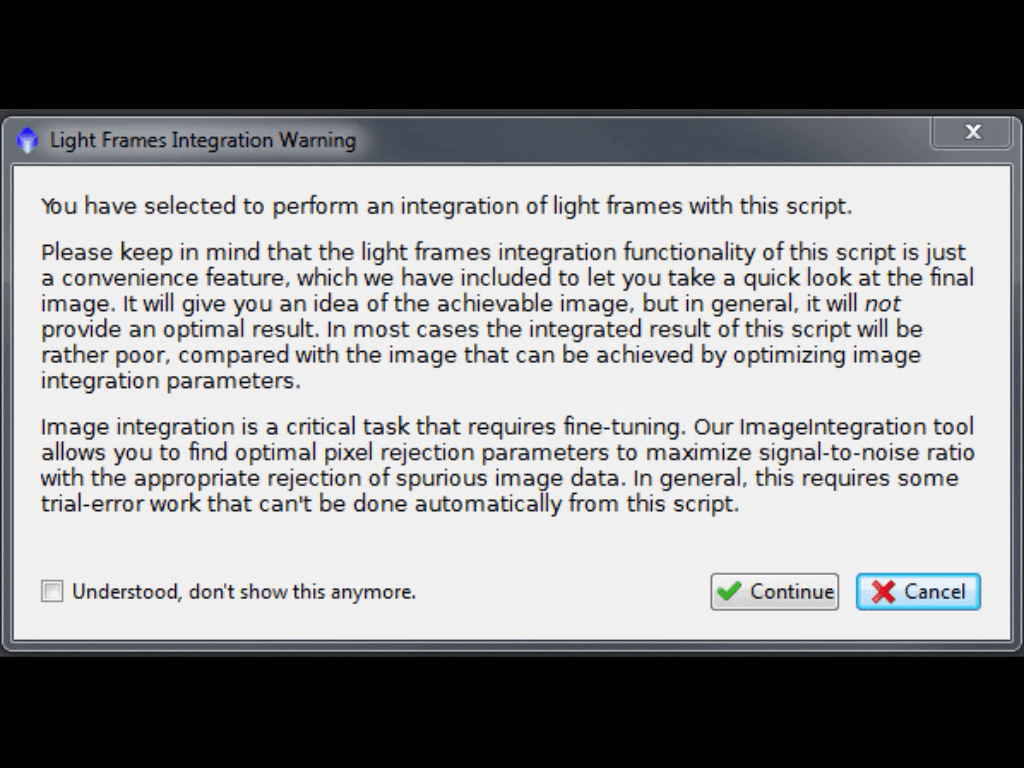 Light Frames Integration Warning
You have selected to perform an integration of light frames with this script.
Please keep in mind that the light frames integration functionality of this script is just
a convenience feature, which we have included to let you take a quick look at the final
image. It will give you an idea of the achievable image, but in general, it will not
provide an optimal result. In most cases the integrated result of this script will be
rather poor, compared with the image that can be achieved by optimizing image
integration parameters.
Image integration is a critical task that requires fine-tuning. Our ImageIntegration tool
allows you to find optimal pixel rejection parameters to maximize signal-to-noise ratio
with the appropriate rejection of spurious image data. In general, this requires some
trial-error work that can't be done automatically from this script.
Understood, don't show this anymore.
Continue
Cancel